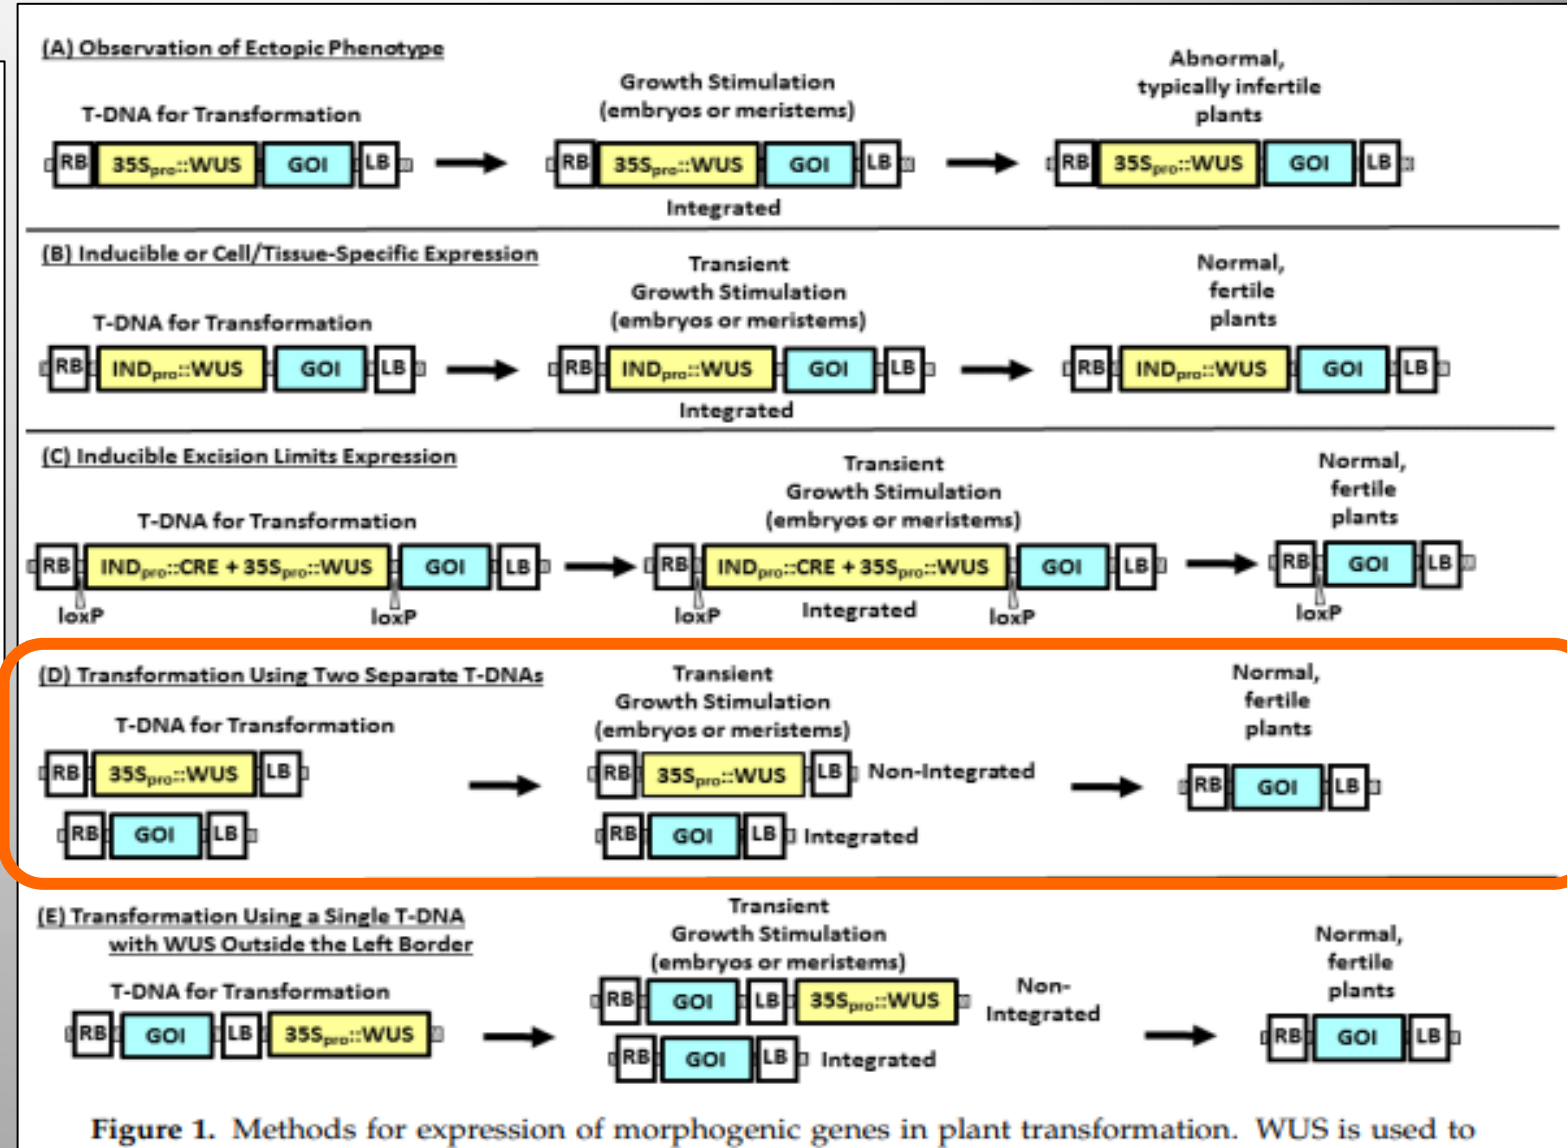 (A) Observation of Ectopic Phenotype
T-DNA for Transformation
RB 35Spro::WUS GOI LB
Growth Stimulation
(embryos or meristems)
RB 35Spro::WUS GOI LB
Integrated
Abnormal,
typically infertile
plants
RB 35Spro::WUS GOI LB
(B) Inducible or Cell/Tissue-Specific Expression
T-DNA for Transformation
RB INDpro::WUS GOI LB
Transient
Growth Stimulation
(embryos or meristems)
RB INDpro::WUS GOI LB
Integrated
Normal,
fertile
plants
RB INDpro::WUS GOI LB
(C) Inducible Excision Limits Expression
T-DNA for Transformation
RB INDpro::CRE + 35Spro::WUS GOI LB
loxP loxP
Transient
Growth Stimulation
(embryos or meristems)
RB INDpro::CRE + 35Spro::WUS GOI LB
loxP Integrated loxP
Normal,
fertile
plants
RB GOI LB
loxP
(D) Transformation Using Two Separate T-DNAs
T-DNA for Transformation
RB 35Spro::WUS LB
RB GOI LB
Transient
Growth Stimulation
(embryos or meristems)
RB 35Spro::WUS LB Non-Integrated
RB GOI LB Integrated
Normal,
fertile
plants
RB GOI LB
(E) Transformation Using a Single T-DNA
with WUS Outside the Left Border
T-DNA for Transformation
RB GOI LB 35Spro::WUS
Transient
Growth Stimulation
(embryos or meristems)
RB GOI LB 35Spro::WUS
Non-
Integrated
RB GOI LB Integrated
Normal,
fertile
plants
RB GOI LB
Figure 1. Methods for expression of morphogenic genes in plant transformation. WUS is used to